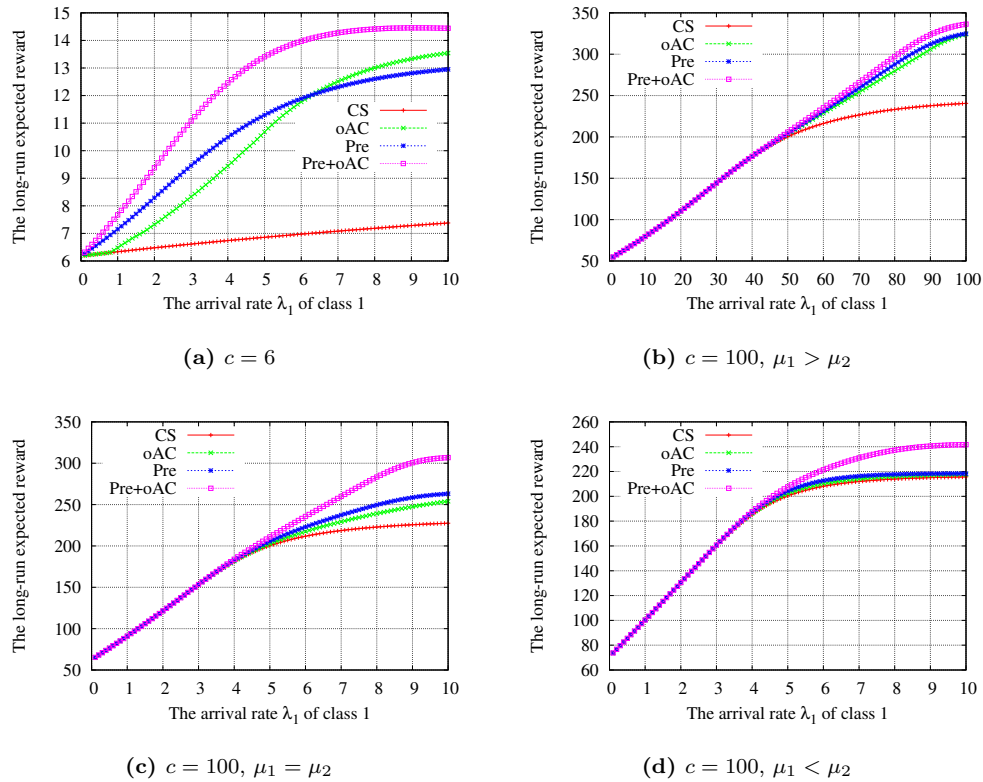 15
14
13
12
11
10
9
8
7
6
The long-run expected reward
CS
oAC
Pre
Pre+oAC
0 1 2 3 4 5 6 7 8 9 10
The arrival rate λ1 of class 1
(a) c = 6
350
300
250
200
150
100
50
The long-run expected reward
CS
oAC
Pre
Pre+oAC
0 10 20 30 40 50 60 70 80 90 100
The arrival rate λ1 of class 1
(b) c = 100, μ1 > μ2
350
300
250
200
150
100
50
The long-run expected reward
CS
oAC
Pre
Pre+oAC
0 1 2 3 4 5 6 7 8 9 10
The arrival rate λ1 of class 1
(c) c = 100, μ1 = μ2
260
240
220
200
180
160
140
120
100
80
60
The long-run expected reward
CS
oAC
Pre
Pre+oAC
0 1 2 3 4 5 6 7 8 9 10
The arrival rate λ1 of class 1
(d) c = 100, μ1 < μ2